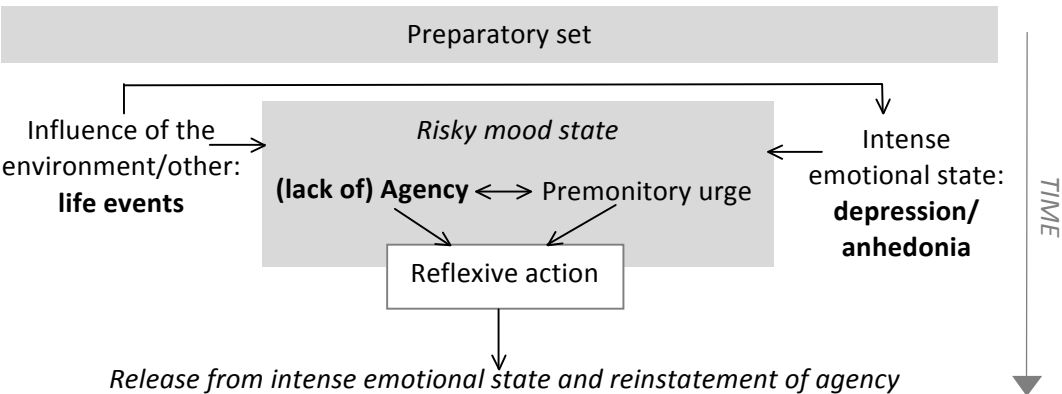 Preparatory set
Influence of the
environment/other:
life events
Risky mood state
(lack of) Agency
Premonitory urge
Reflexive action
Intense
emotional state:
depression/
anhedonia
TIME
Release from intense emotional state and reinstatement of agency